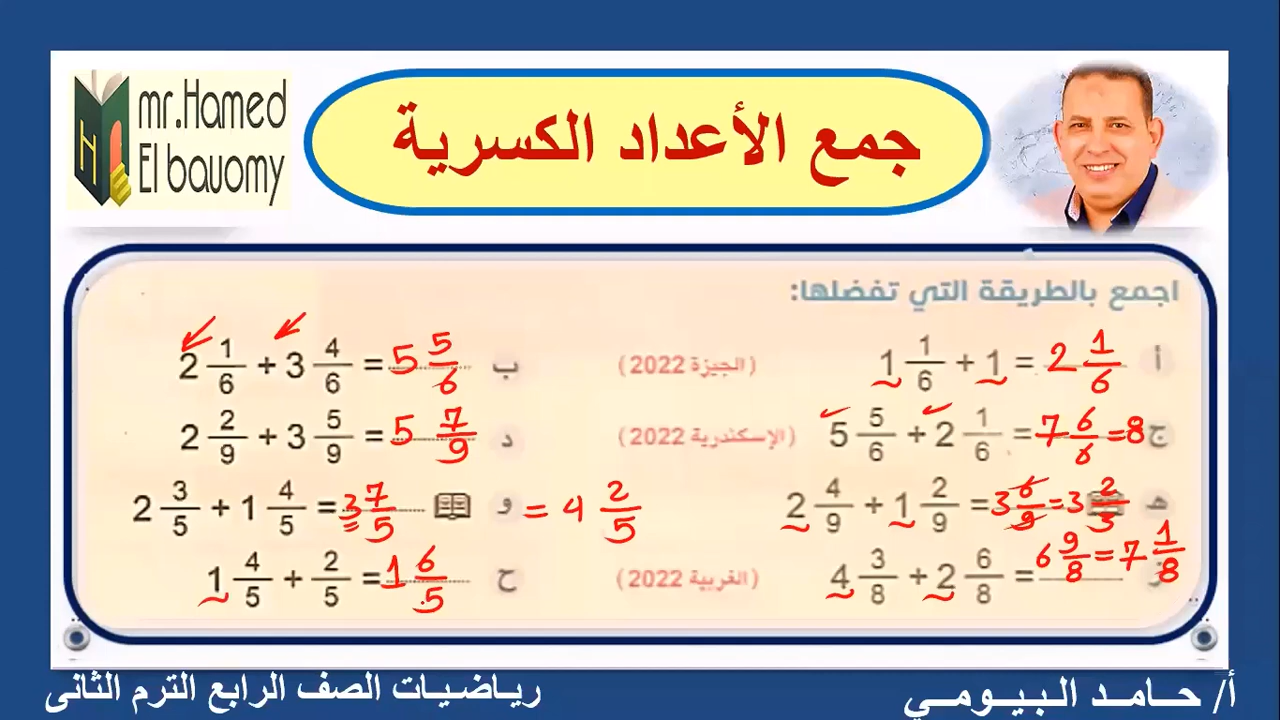 mr.Hamed
El bauomy
H
جمع الأعداد الكسرية
اجمع بالطريقة التي تفضلها:
أ 1 1/6 + 1 = 2 1/6 (الجيزة 2022)
ب 2 1/6 + 3 4/6 = 5 5/6
ج 5 5/6 + 2 1/6 = 7 6/6 = 8 (الإسكندرية 2022)
د 2 2/9 + 3 5/9 = 5 7/9
هـ 2 4/9 + 1 2/9 = 3 6/9 = 3 2/3
و 2 3/5 + 1 4/5 = 3 7/5 = 4 2/5
ز 4 3/8 + 2 6/8 = 6 9/8 = 7 1/8 (الغربية 2022)
ح 1 4/5 + 2/5 = 1 6/5
أ/ حامد البيومي
رياضيات الصف الرابع الترم الثانى